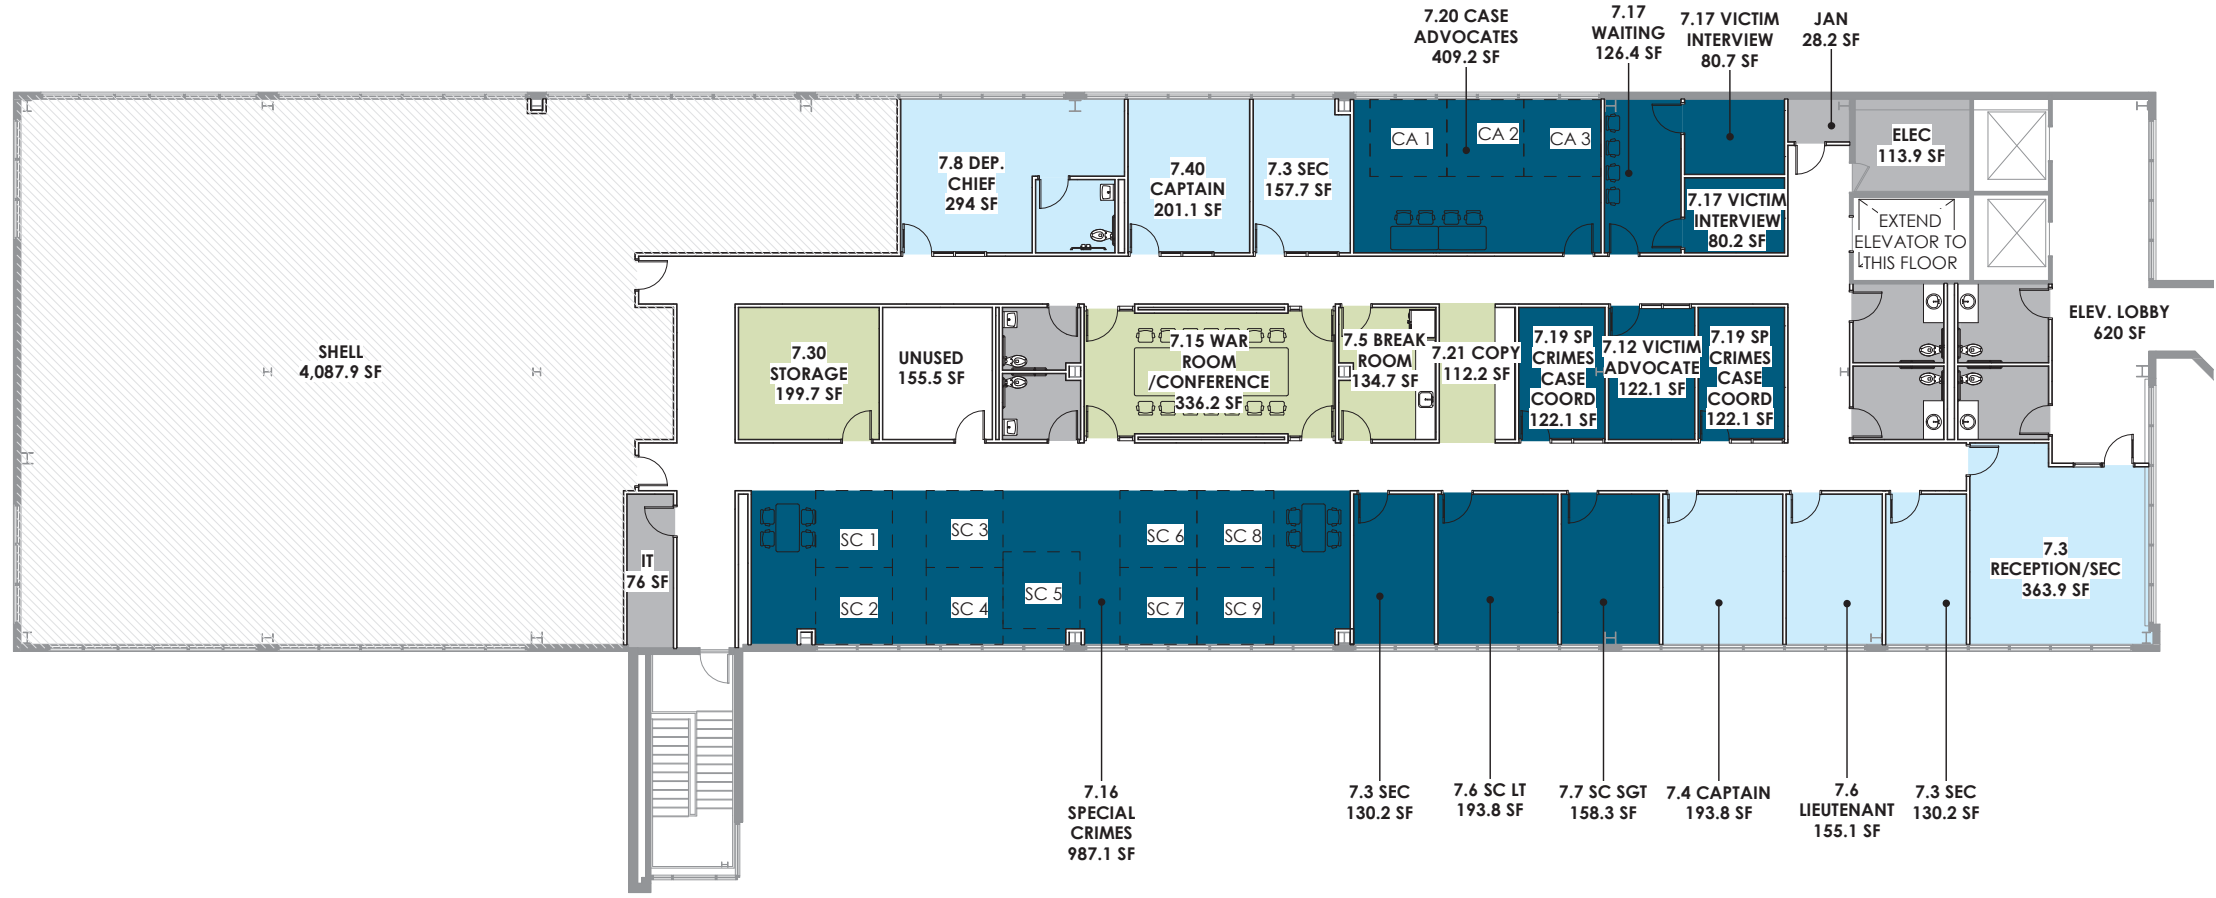 7.20 CASE
ADVOCATES
409.2 SF
7.17
WAITING
126.4 SF
7.17 VICTIM
INTERVIEW
80.7 SF
JAN
28.2 SF
7.8 DEP.
CHIEF
294 SF
7.40
CAPTAIN
201.1 SF
7.3 SEC
157.7 SF
CA 1
CA 2
CA 3
7.17 VICTIM
INTERVIEW
80.2 SF
ELEC
113.9 SF
EXTEND
ELEVATOR TO
THIS FLOOR
ELEV. LOBBY
620 SF
SHELL
4,087.9 SF
7.30
STORAGE
199.7 SF
UNUSED
155.5 SF
7.15 WAR
ROOM
/CONFERENCE
336.2 SF
7.5 BREAK
ROOM
134.7 SF
7.21 COPY
112.2 SF
7.19 SP
CRIMES
CASE
COORD
122.1 SF
7.12 VICTIM
ADVOCATE
122.1 SF
7.19 SP
CRIMES
CASE
COORD
122.1 SF
IT
76 SF
SC 1
SC 2
SC 3
SC 4
SC 5
SC 6
SC 7
SC 8
SC 9
7.3
RECEPTION/SEC
363.9 SF
7.16
SPECIAL
CRIMES
987.1 SF
7.3 SEC
130.2 SF
7.6 SC LT
193.8 SF
7.7 SC SGT
158.3 SF
7.4 CAPTAIN
193.8 SF
7.6
LIEUTENANT
155.1 SF
7.3 SEC
130.2 SF